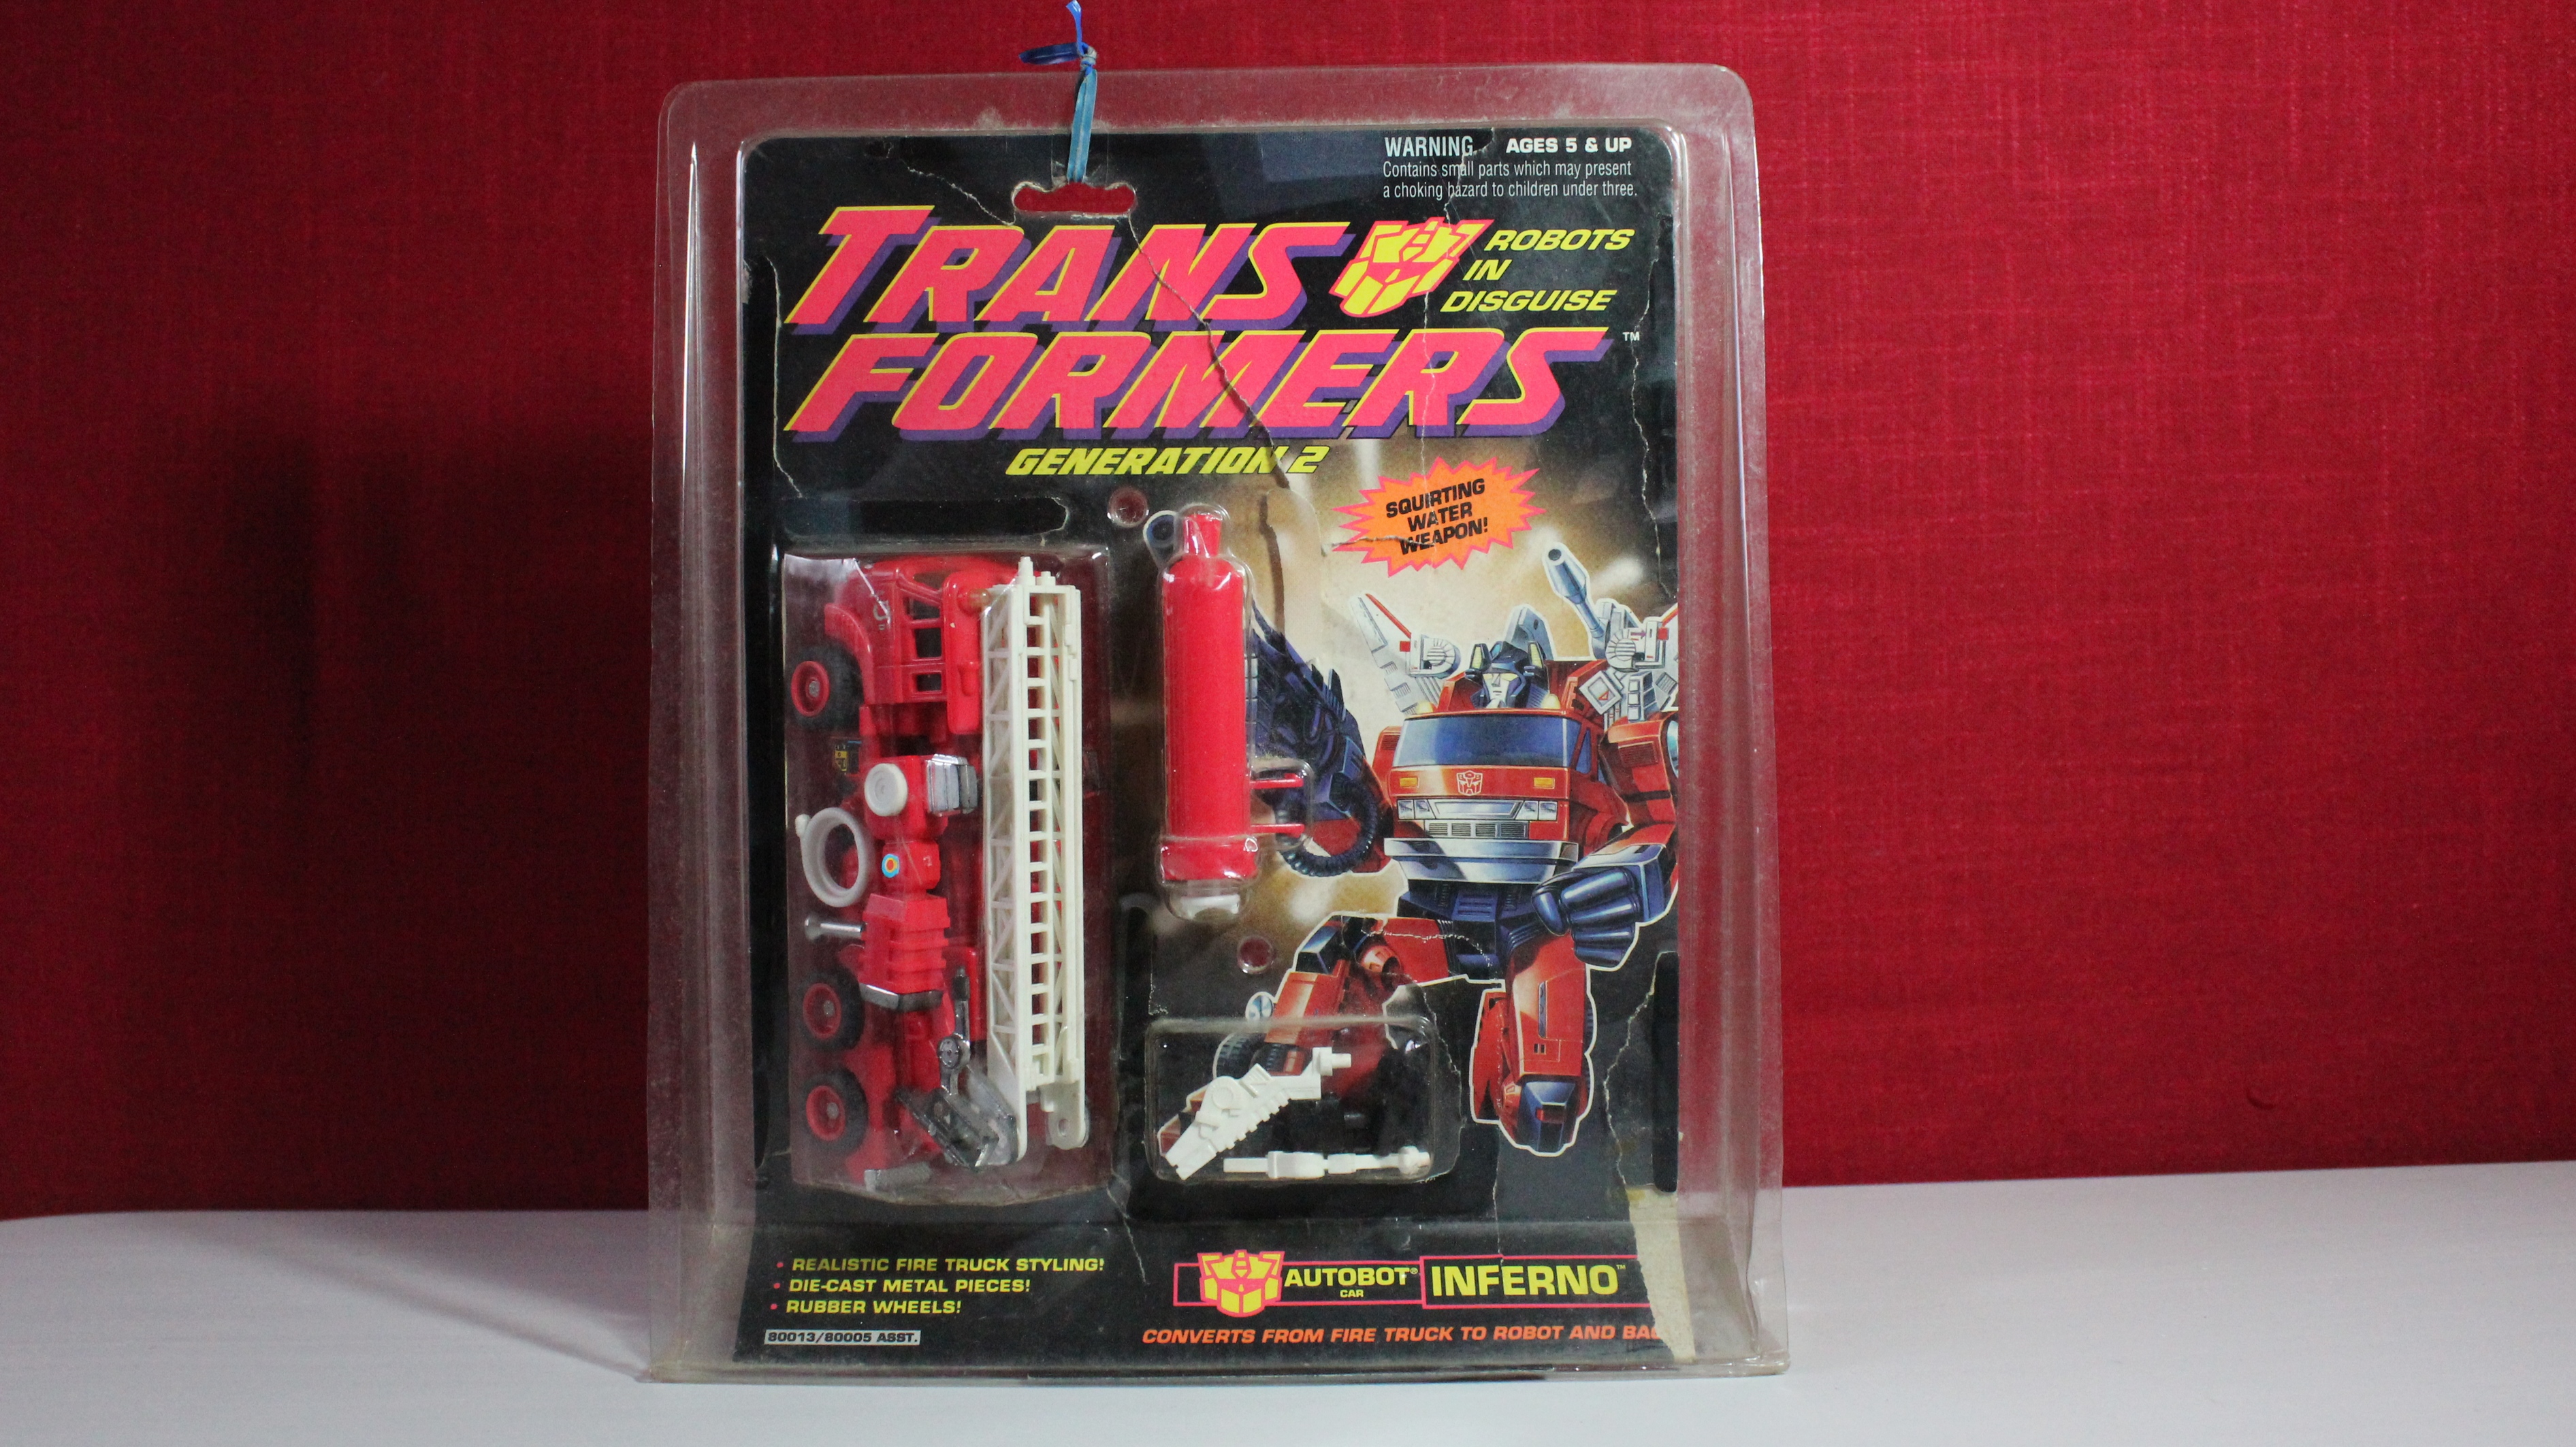 WARNING. AGES 5 & UP
Contains small parts which may present
a choking hazard to children under three.
TRANS
FORMERS™
ROBOTS
IN
DISGUISE
GENERATION 2
SQUIRTING
WATER
WEAPON!
• REALISTIC FIRE TRUCK STYLING!
• DIE-CAST METAL PIECES!
• RUBBER WHEELS!
80013/80005 ASST.
AUTOBOT®
CAR
INFERNO™
CONVERTS FROM FIRE TRUCK TO ROBOT AND BA